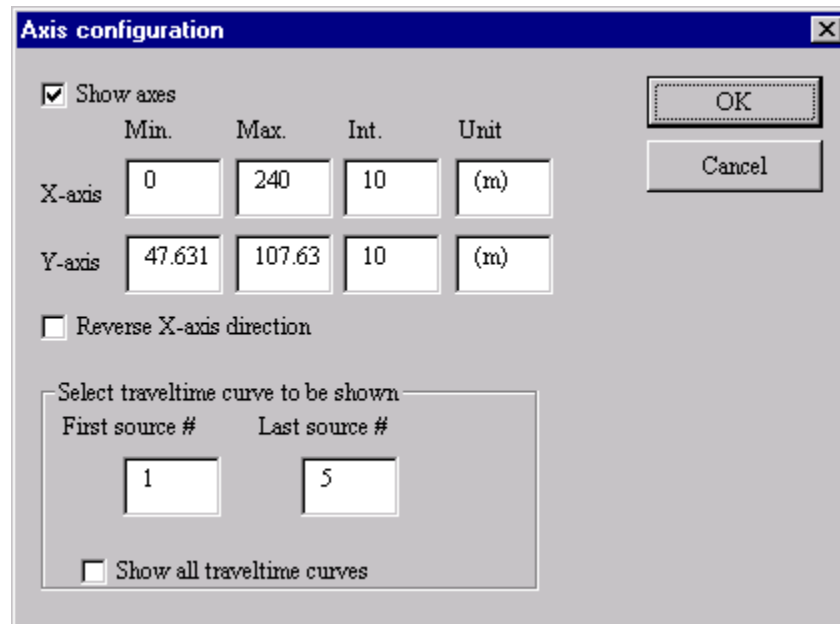 Axis configuration
Show axes
OK
Min. Max. Int. Unit
Cancel
X-axis 0 240 10 (m)
Y-axis 47.631 107.63 10 (m)
Reverse X-axis direction
Select traveltime curve to be shown
First source # Last source #
1 5
Show all traveltime curves